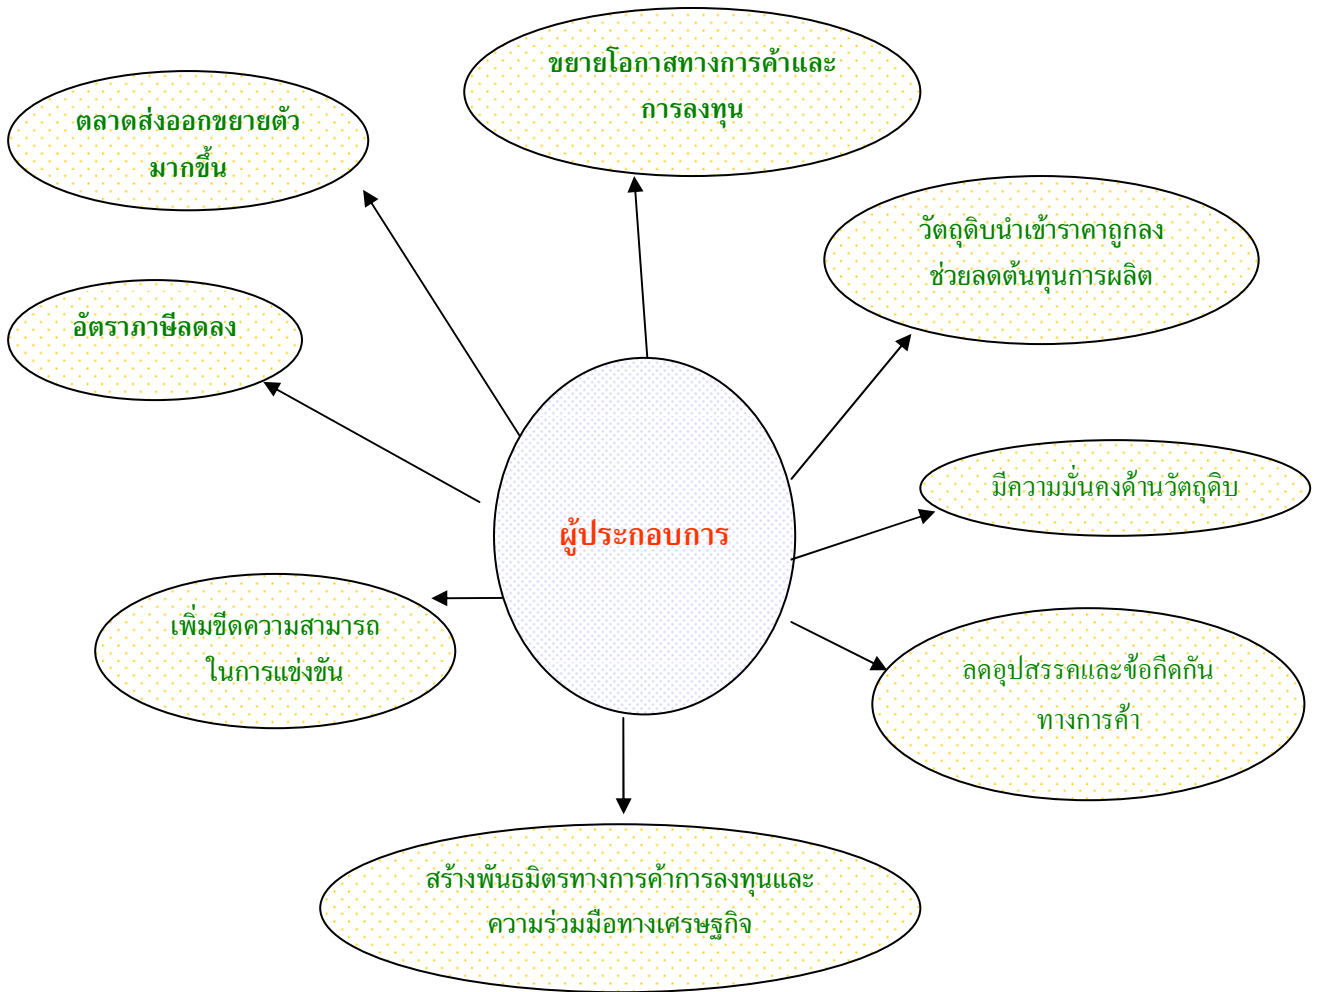 ขยายโอกาสทางการค้าและ
การลงทุน
ตลาดส่งออกขยายตัว
มากขึ้น
วัตถุดิบนำเข้าราคาถูกลง
ช่วยลดต้นทุนการผลิต
อัตราภาษีลดลง
มีความมั่นคงด้านวัตถุดิบ
ผู้ประกอบการ
เพิ่มขีดความสามารถ
ในการแข่งขัน
ลดอุปสรรคและข้อกีดกัน
ทางการค้า
สร้างพันธมิตรทางการค้าการลงทุนและ
ความร่วมมือทางเศรษฐกิจ